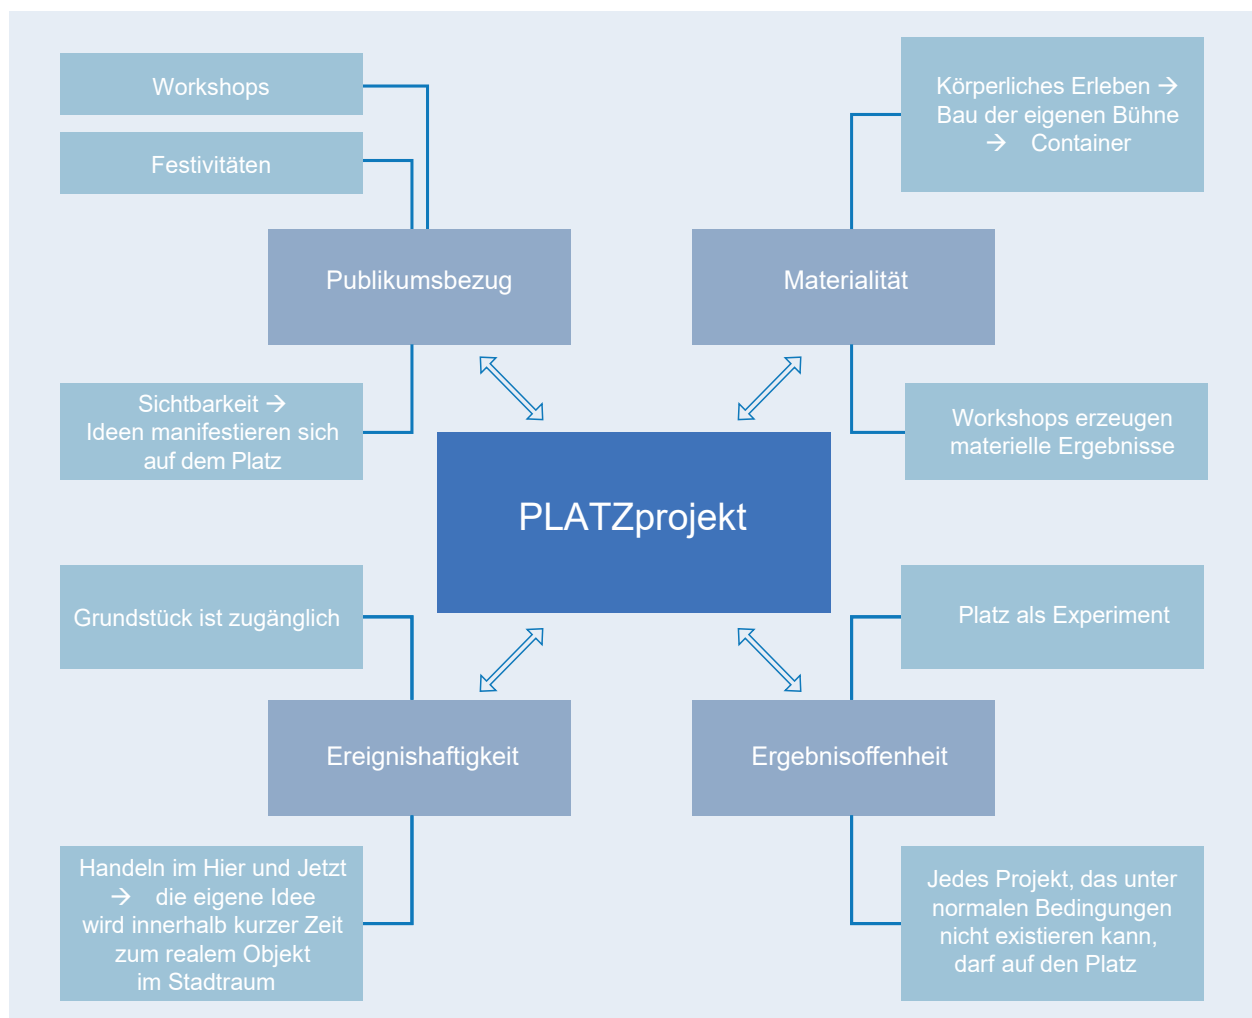 Workshops
Festivitäten
Publikumsbezug
Sichtbarkeit →
Ideen manifestieren sich
auf dem Platz
Körperliches Erleben →
Bau der eigenen Bühne
→ Container
Materialität
Workshops erzeugen
materielle Ergebnisse
PLATZprojekt
Grundstück ist zugänglich
Ereignishaftigkeit
Handeln im Hier und Jetzt
→ die eigene Idee
wird innerhalb kurzer Zeit
zum realem Objekt
im Stadtraum
Platz als Experiment
Ergebnisoffenheit
Jedes Projekt, das unter
normalen Bedingungen
nicht existieren kann,
darf auf den Platz